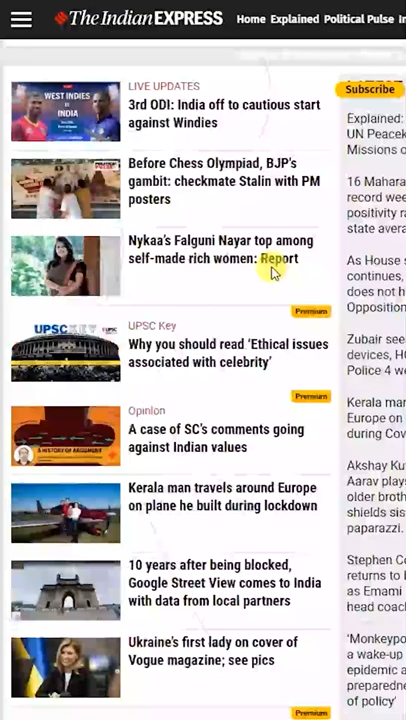 The Indian EXPRESS
Home Explained Political Pulse
Subscribe
LIVE UPDATES
WEST INDIES
INDIA
3rd ODI: India off to cautious start
against Windies
Before Chess Olympiad, BJP's
gambit: checkmate Stalin with PM
posters
Nykaa's Falguni Nayar top among
self-made rich women: Report
Premium
UPSC KEY
UPSC Key
Why you should read 'Ethical issues
associated with celebrity'
Premium
A HISTORY OF ARGUMENT
Opinion
A case of SC's comments going
against Indian values
Kerala man travels around Europe
on plane he built during lockdown
10 years after being blocked,
Google Street View comes to India
with data from local partners
Ukraine's first lady on cover of
Vogue magazine; see pics
Premium
Explained:
UN Peacek
Missions o
16 Mahara
record wee
positivity ra
state avera
As House s
continues,
does not h
Opposition
Zubair see
devices, H
Police 4 we
Kerala mar
Europe on
during Cov
Akshay Ku
Aarav play
older broth
shields sis
paparazzi.
Stephen Co
returns to
as Emami
head coacl
'Monkeypo
a wake-up
epidemic a
preparedne
of policy'